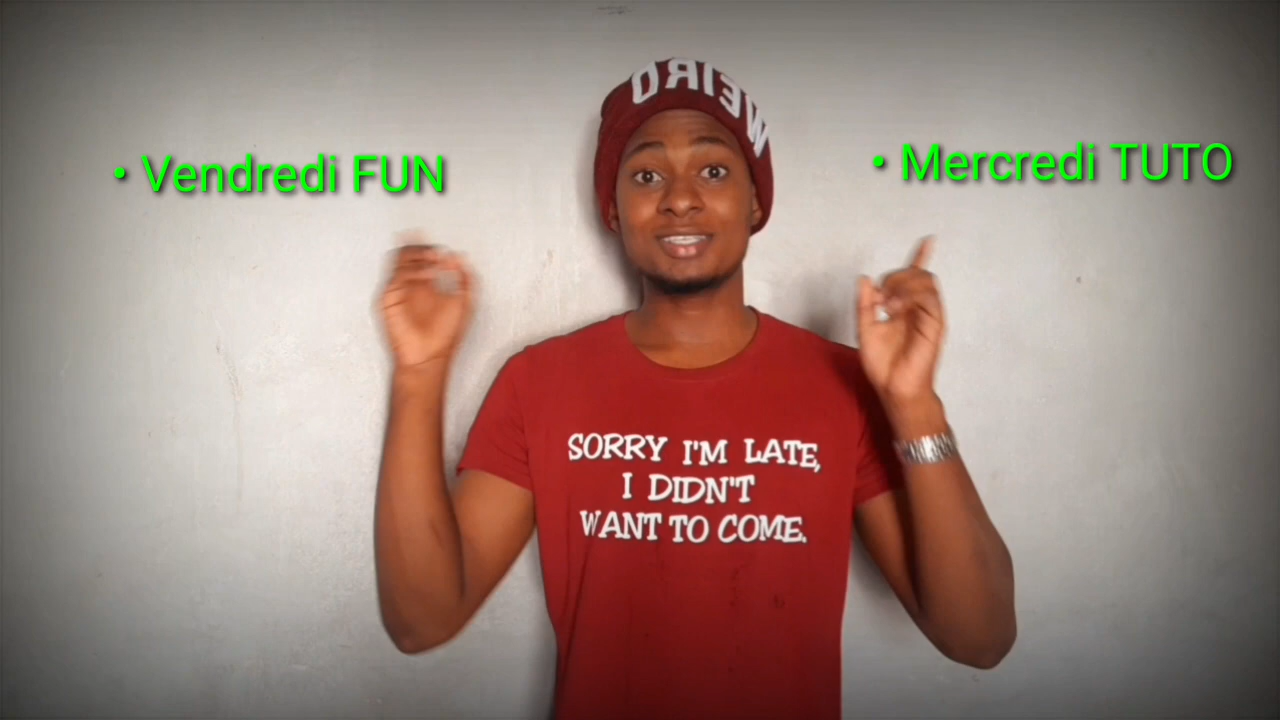 WEIRD
• Vendredi FUN
• Mercredi TUTO
SORRY I'M LATE,
I DIDN'T
WANT TO COME.